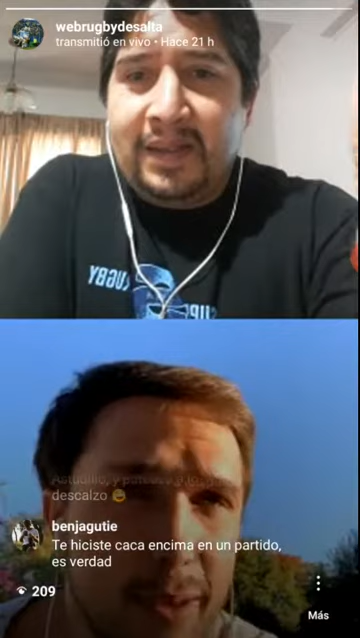 webrugbydesalta
transmitió en vivo • Hace 21 h
RUGBY
Astudillo, y
descalzo 😂
benjagutie
Te hiciste caca encima en un partido,
es verdad
209
Más